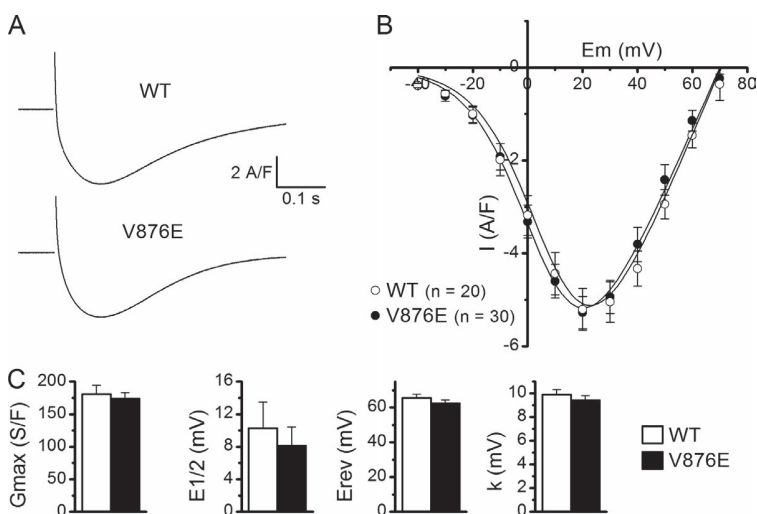 A
WT
2 A/F
0.1 s
V876E
B
Em (mV)
-40 -20 0 20 40 60 80
-2
-4
-6
I (A/F)
WT (n = 20)
V876E (n = 30)
C
Gmax (S/F)
200
150
100
50
0
E1/2 (mV)
16
12
8
4
0
Erev (mV)
60
40
20
0
k (mV)
10
8
6
4
2
0
WT
V876E